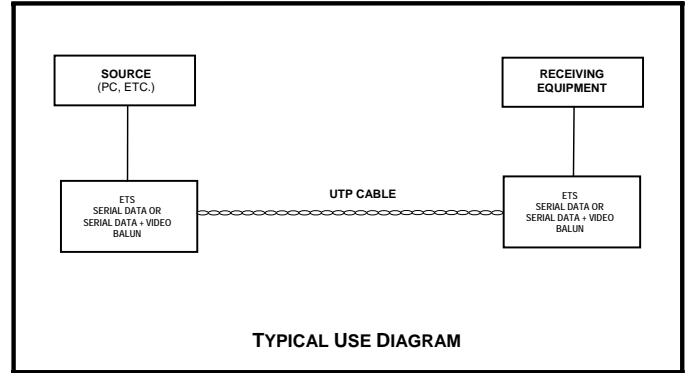 SOURCE
(PC, ETC.)
RECEIVING
EQUIPMENT
ETS
SERIAL DATA OR
SERIAL DATA + VIDEO
BALUN
UTP CABLE
ETS
SERIAL DATA OR
SERIAL DATA + VIDEO
BALUN
TYPICAL USE DIAGRAM